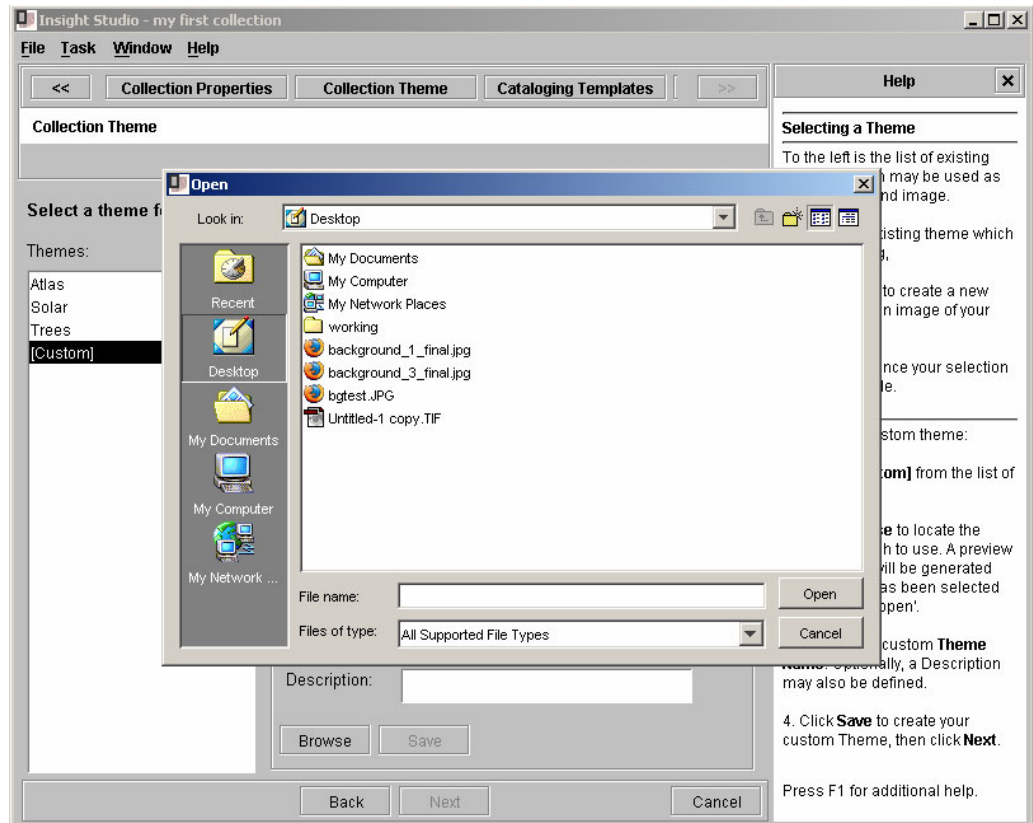 Insight Studio - my first collection
File Task Window Help
<< Collection Properties Collection Theme Cataloging Templates >>
Collection Theme
Select a theme f
Themes:
Atlas
Solar
Trees
[Custom]
Open
Look in: Desktop
Recent
Desktop
My Documents
My Computer
My Network ...
My Documents
My Computer
My Network Places
working
background_1_final.jpg
background_3_final.jpg
bgtest.JPG
Untitled-1 copy.TIF
File name: Open
Files of type: All Supported File Types Cancel
Description:
Browse Save
Back Next Cancel
Help
Selecting a Theme
To the left is the list of existing
may be used as
nd image.
isting theme which
to create a new
n image of your
nce your selection
le.
stom theme:
tom] from the list of
e to locate the
h to use. A preview
will be generated
as been selected
open'.
custom Theme
Name. Optionally, a Description
may also be defined.
4. Click Save to create your
custom Theme, then click Next.
Press F1 for additional help.